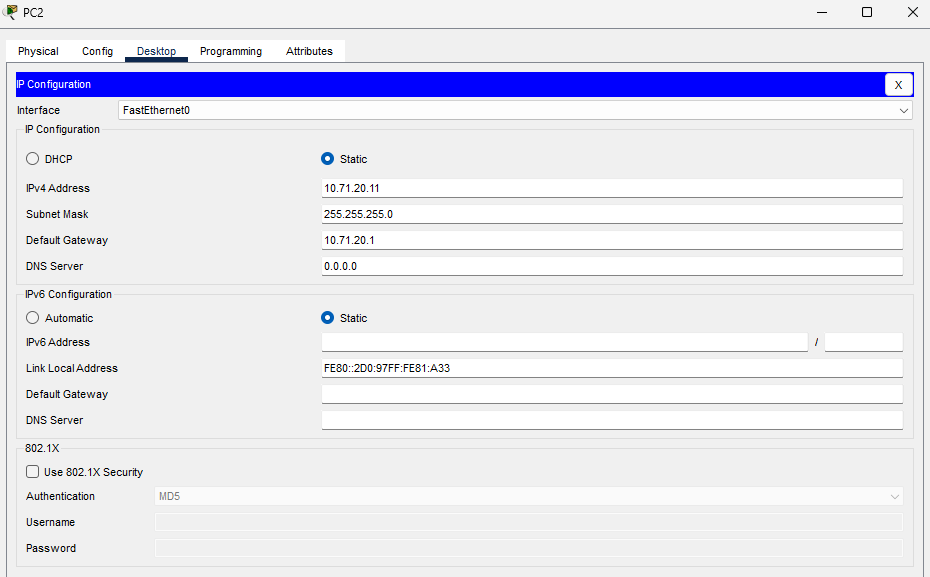 PC2
Physical Config Desktop Programming Attributes
IP Configuration X
Interface FastEthernet0
IP Configuration
DHCP Static
IPv4 Address 10.71.20.11
Subnet Mask 255.255.255.0
Default Gateway 10.71.20.1
DNS Server 0.0.0.0
IPv6 Configuration
Automatic Static
IPv6 Address /
Link Local Address FE80::2D0:97FF:FE81:A33
Default Gateway
DNS Server
802.1X
Use 802.1X Security
Authentication MD5
Username
Password